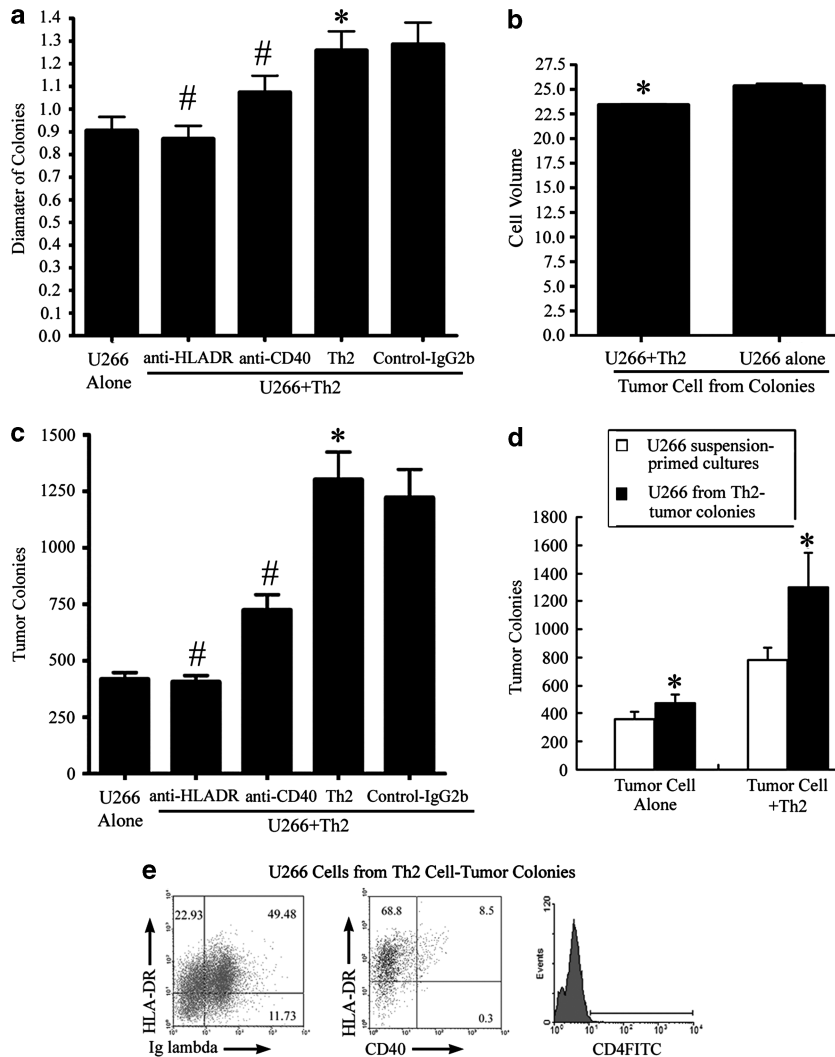 a
1.4
1.3
1.2
1.1
1.0
0.9
0.8
0.7
0.6
0.5
0.4
0.3
0.2
0.1
0.0
Diamater of Colonies
#
#
*
U266
Alone
anti-HLADR
anti-CD40
Th2
Control-IgG2b
U266+Th2
b
27.5
25.0
22.5
20.0
17.5
15.0
12.5
10.0
7.5
5.0
2.5
0.0
Cell Volume
*
U266+Th2
U266 alone
Tumor Cell from Colonies
c
1500
1250
1000
750
500
250
0
Tumor Colonies
#
#
*
U266
Alone
anti-HLADR
anti-CD40
Th2
Control-IgG2b
U266+Th2
d
U266 suspension-
primed cultures
U266 from Th2-
tumor colonies
1800
1600
1400
1200
1000
800
600
400
200
0
Tumor Colonies
*
*
Tumor Cell
Alone
Tumor Cell
+Th2
e
U266 Cells from Th2 Cell-Tumor Colonies
22.93
49.48
11.73
HLA-DR
Ig lambda
68.8
8.5
0.3
HLA-DR
CD40
120
0
Events
10⁰ 10¹ 10² 10³ 10⁴
CD4FITC